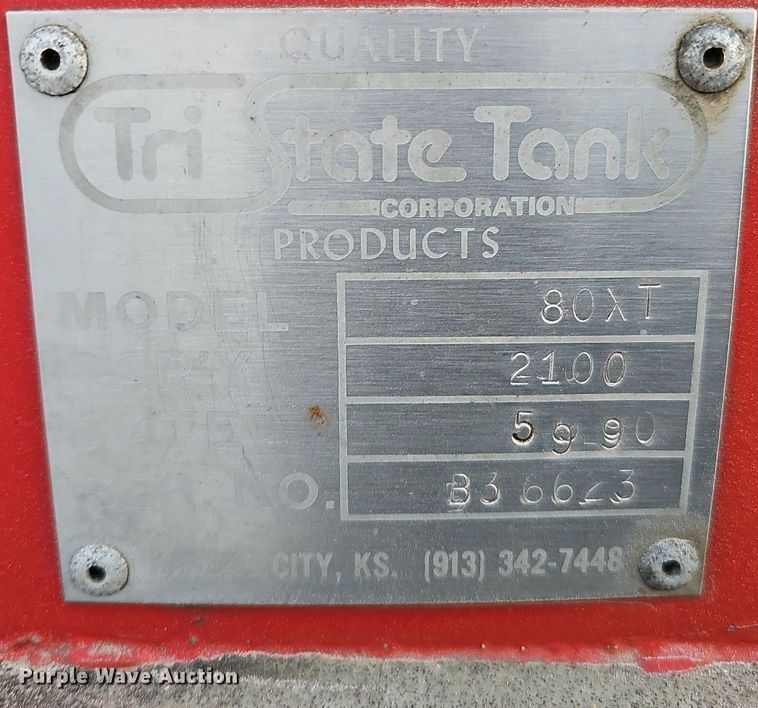 QUALITY
Tri State Tank
CORPORATION
PRODUCTS
MODEL 80XT
2100
5 9 90
NO. B36623
CITY, KS. (913) 342-7448
Purple Wave Auction